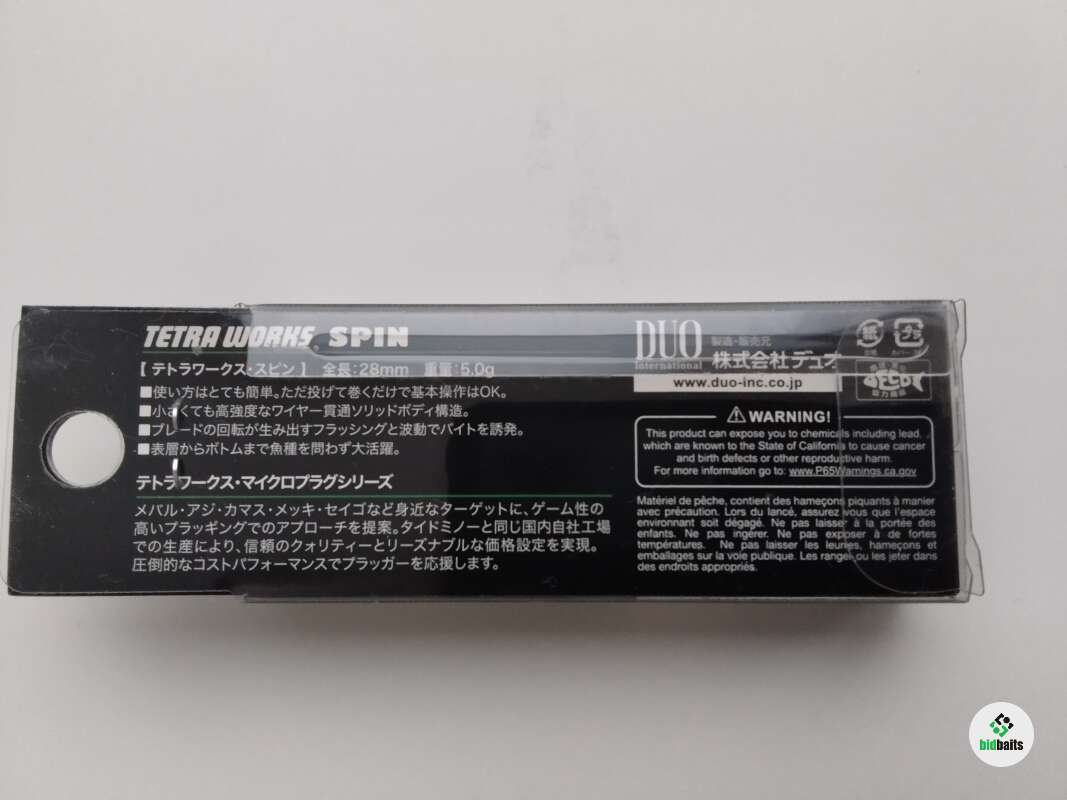 TETRA WORKS SPIN
【 テトラワークス・スピン 】 全長:28mm 重量:5.0g
■使い方はとても簡単。ただ投げて巻くだけで基本操作はOK。
■小さくても高強度なワイヤー貫通ソリッドボディ構造。
■ブレードの回転が生み出すフラッシングと波動でバイトを誘発。
■表層からボトムまで魚種を問わず大活躍。
テトラワークス・マイクロプラグシリーズ
メバル・アジ・カマス・メッキ・セイゴなど身近なターゲットに、ゲーム性の
高いプラッギングでのアプローチを提案。タイドミノーと同じ国内自社工場
での生産により、信頼のクォリティーとリーズナブルな価格設定を実現。
圧倒的なコストパフォーマンスでプラッガーを応援します。
DUO
International
製造・販売元
株式会社デュオ
www.duo-inc.co.jp
紙
プラ
カバー
WARNING!
This product can expose you to chemicals including lead,
which are known to the State of California to cause cancer
and birth defects or other reproductive harm.
For more information go to: www.P65Warnings.ca.gov
Matériel de pêche, contient des hameçons piquants à manier
avec précaution. Lors du lancé, assurez vous que l'espace
environnant soit dégagé. Ne pas laisser à la portée des
enfants. Ne pas ingérer. Ne pas exposer à de fortes
températures. Ne pas laisser les leurres, hameçons et
emballages sur la voie publique. Les ranger ou les jeter dans
des endroits appropriés.
bidbaits